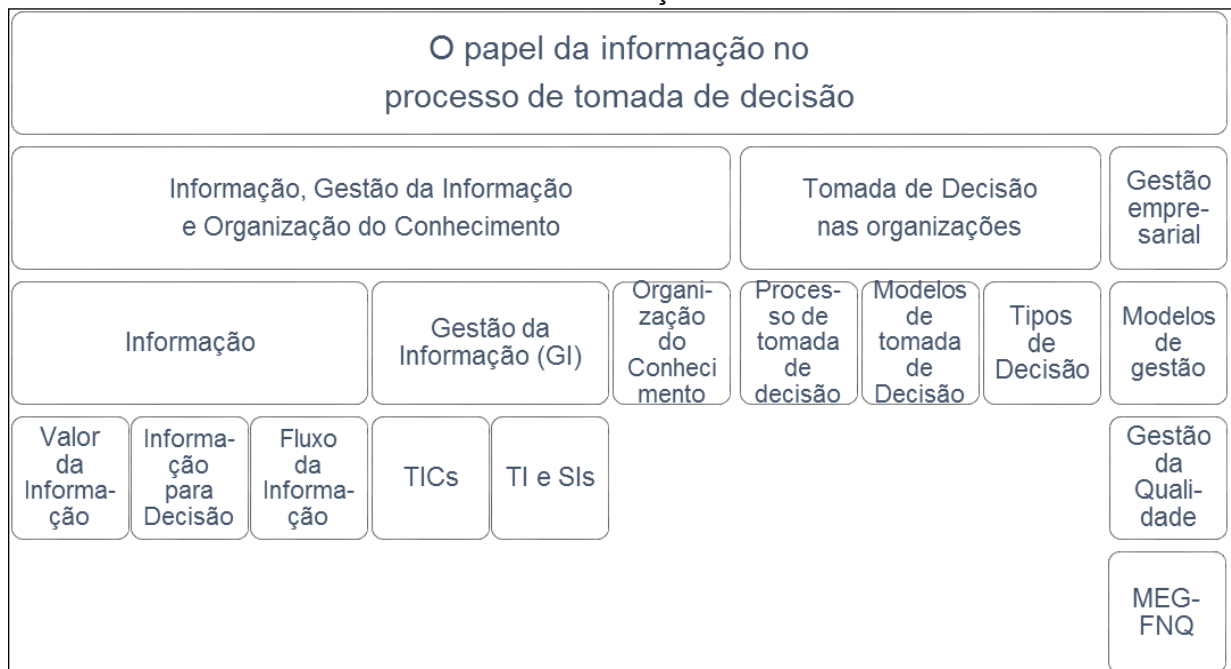 O papel da informação no
processo de tomada de decisão
Informação, Gestão da Informação
e Organização do Conhecimento
Tomada de Decisão
nas organizações
Gestão
empre-
sarial
Informação
Gestão da
Informação (GI)
Organi-
zação
do
Conheci
mento
Proces-
so de
tomada
de
decisão
Modelos
de
tomada
de
Decisão
Tipos
de
Decisão
Modelos
de
gestão
Valor
da
Informa-
ção
Informa-
ção
para
Decisão
Fluxo
da
Informa-
ção
TICs
TI e SIs
Gestão
da
Quali-
dade
MEG-
FNQ